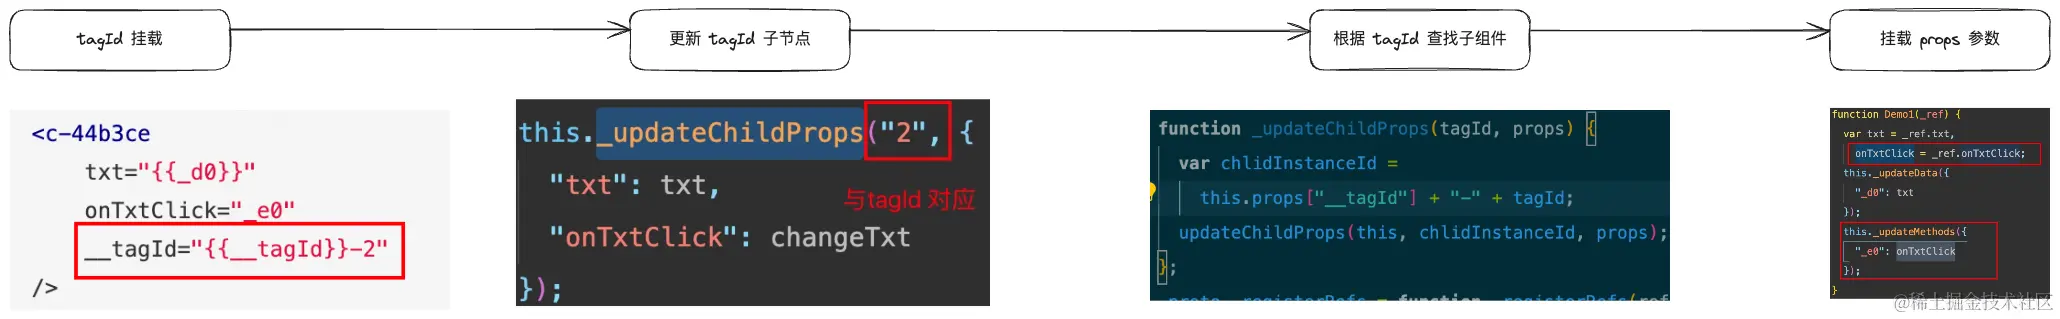 tagId 挂载
更新 tagId 子节点
根据 tagId 查找子组件
挂载 props 参数
<c-44b3ce
txt="{{_d0}}"
onTxtClick="_e0"
__tagId="{{__tagId}}-2"
/>
this._updateChildProps("2", {
"txt": txt,
与tagId 对应
"onTxtClick": changeTxt
});
function _updateChildProps(tagId, props) {
var chlidInstanceId =
this.props["__tagId"] + "-" + tagId;
updateChildProps(this, chlidInstanceId, props);
};
function Demo1(_ref) {
var txt = _ref.txt,
onTxtClick = _ref.onTxtClick;
this._updateData({
"_d0": txt
});
this._updateMethods({
"_e0": onTxtClick
});
}
@稀土掘金技术社区